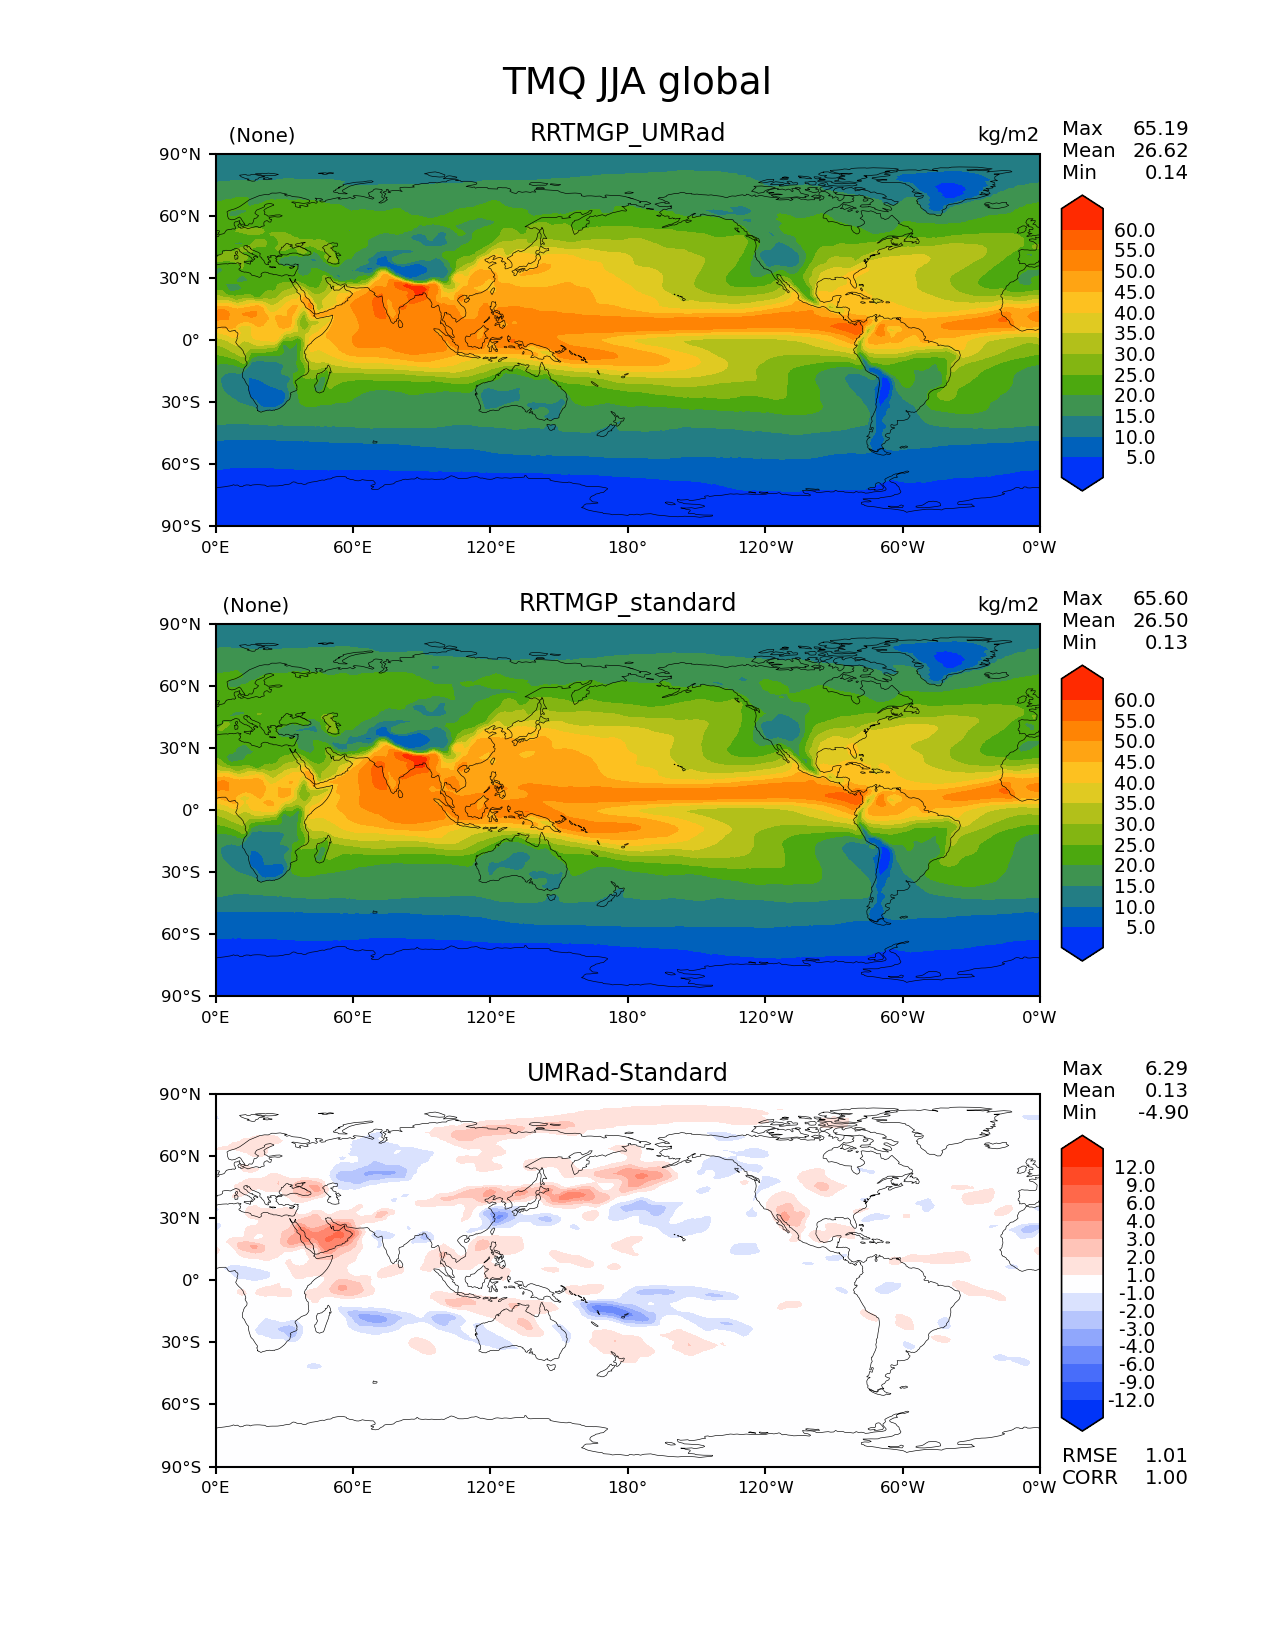 TMQ JJA global
(None) RRTMGP_UMRad kg/m2
Max 65.19
Mean 26.62
Min 0.14
90°N
60°N
30°N
0°
30°S
60°S
90°S
0°E 60°E 120°E 180° 120°W 60°W 0°W
60.0
55.0
50.0
45.0
40.0
35.0
30.0
25.0
20.0
15.0
10.0
5.0
(None) RRTMGP_standard kg/m2
Max 65.60
Mean 26.50
Min 0.13
90°N
60°N
30°N
0°
30°S
60°S
90°S
0°E 60°E 120°E 180° 120°W 60°W 0°W
60.0
55.0
50.0
45.0
40.0
35.0
30.0
25.0
20.0
15.0
10.0
5.0
UMRad-Standard
Max 6.29
Mean 0.13
Min -4.90
90°N
60°N
30°N
0°
30°S
60°S
90°S
0°E 60°E 120°E 180° 120°W 60°W 0°W
12.0
9.0
6.0
4.0
3.0
2.0
1.0
-1.0
-2.0
-3.0
-4.0
-6.0
-9.0
-12.0
RMSE 1.01
CORR 1.00